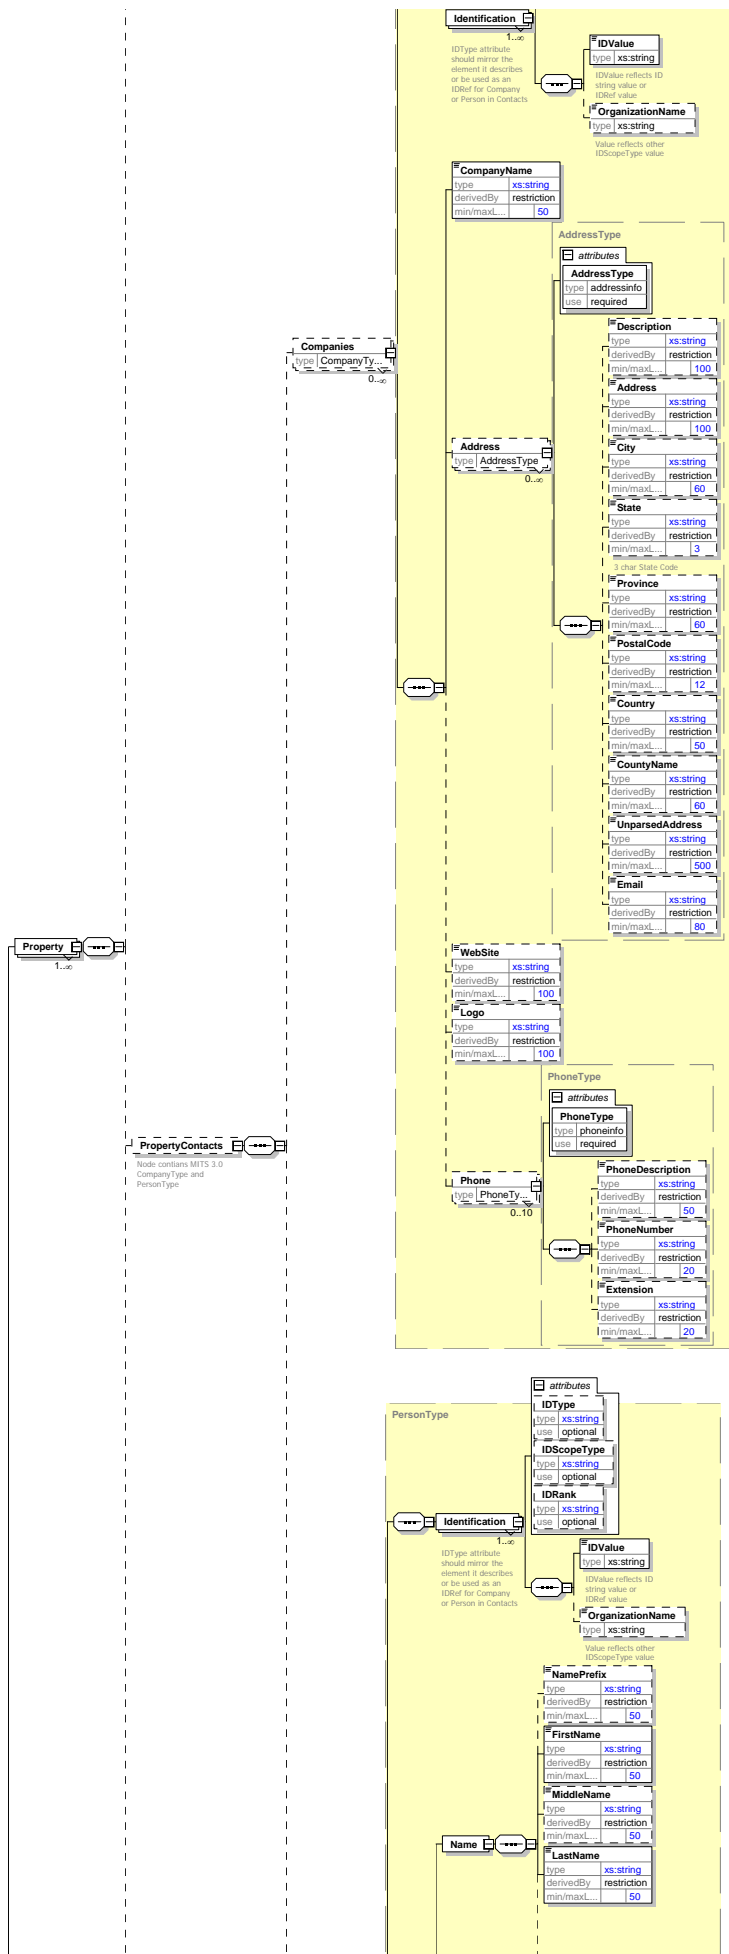 Identification
1..∞
IDType attribute
should mirror the
element it describes
or be used as an
IDRef for Company
or Person in Contacts
IDValue
type xs:string
IDValue reflects ID
string value or
IDRef value
OrganizationName
type xs:string
Value reflects other
IDScopeType value
CompanyName
type xs:string
derivedBy restriction
min/maxL... 50
AddressType
attributes
AddressType
type addressinfo
use required
Companies
type CompanyTy...
0..∞
Description
type xs:string
derivedBy restriction
min/maxL... 100
Address
type xs:string
derivedBy restriction
min/maxL... 100
Address
type AddressType
0..∞
City
type xs:string
derivedBy restriction
min/maxL... 60
State
type xs:string
derivedBy restriction
min/maxL... 3
3 char State Code
Province
type xs:string
derivedBy restriction
min/maxL... 60
PostalCode
type xs:string
derivedBy restriction
min/maxL... 12
Country
type xs:string
derivedBy restriction
min/maxL... 50
CountyName
type xs:string
derivedBy restriction
min/maxL... 60
UnparsedAddress
type xs:string
derivedBy restriction
min/maxL... 500
Email
type xs:string
derivedBy restriction
min/maxL... 80
Property
1..∞
WebSite
type xs:string
derivedBy restriction
min/maxL... 100
Logo
type xs:string
derivedBy restriction
min/maxL... 100
PhoneType
attributes
PhoneType
type phoneinfo
use required
PropertyContacts
Node contians MITS 3.0
CompanyType and
PersonType
Phone
type PhoneTy...
0..10
PhoneDescription
type xs:string
derivedBy restriction
min/maxL... 50
PhoneNumber
type xs:string
derivedBy restriction
min/maxL... 20
Extension
type xs:string
derivedBy restriction
min/maxL... 20
PersonType
attributes
IDType
type xs:string
use optional
IDScopeType
type xs:string
use optional
IDRank
type xs:string
use optional
Identification
1..∞
IDType attribute
should mirror the
element it describes
or be used as an
IDRef for Company
or Person in Contacts
IDValue
type xs:string
IDValue reflects ID
string value or
IDRef value
OrganizationName
type xs:string
Value reflects other
IDScopeType value
NamePrefix
type xs:string
derivedBy restriction
min/maxL... 50
FirstName
type xs:string
derivedBy restriction
min/maxL... 50
MiddleName
type xs:string
derivedBy restriction
min/maxL... 50
Name
LastName
type xs:string
derivedBy restriction
min/maxL... 50